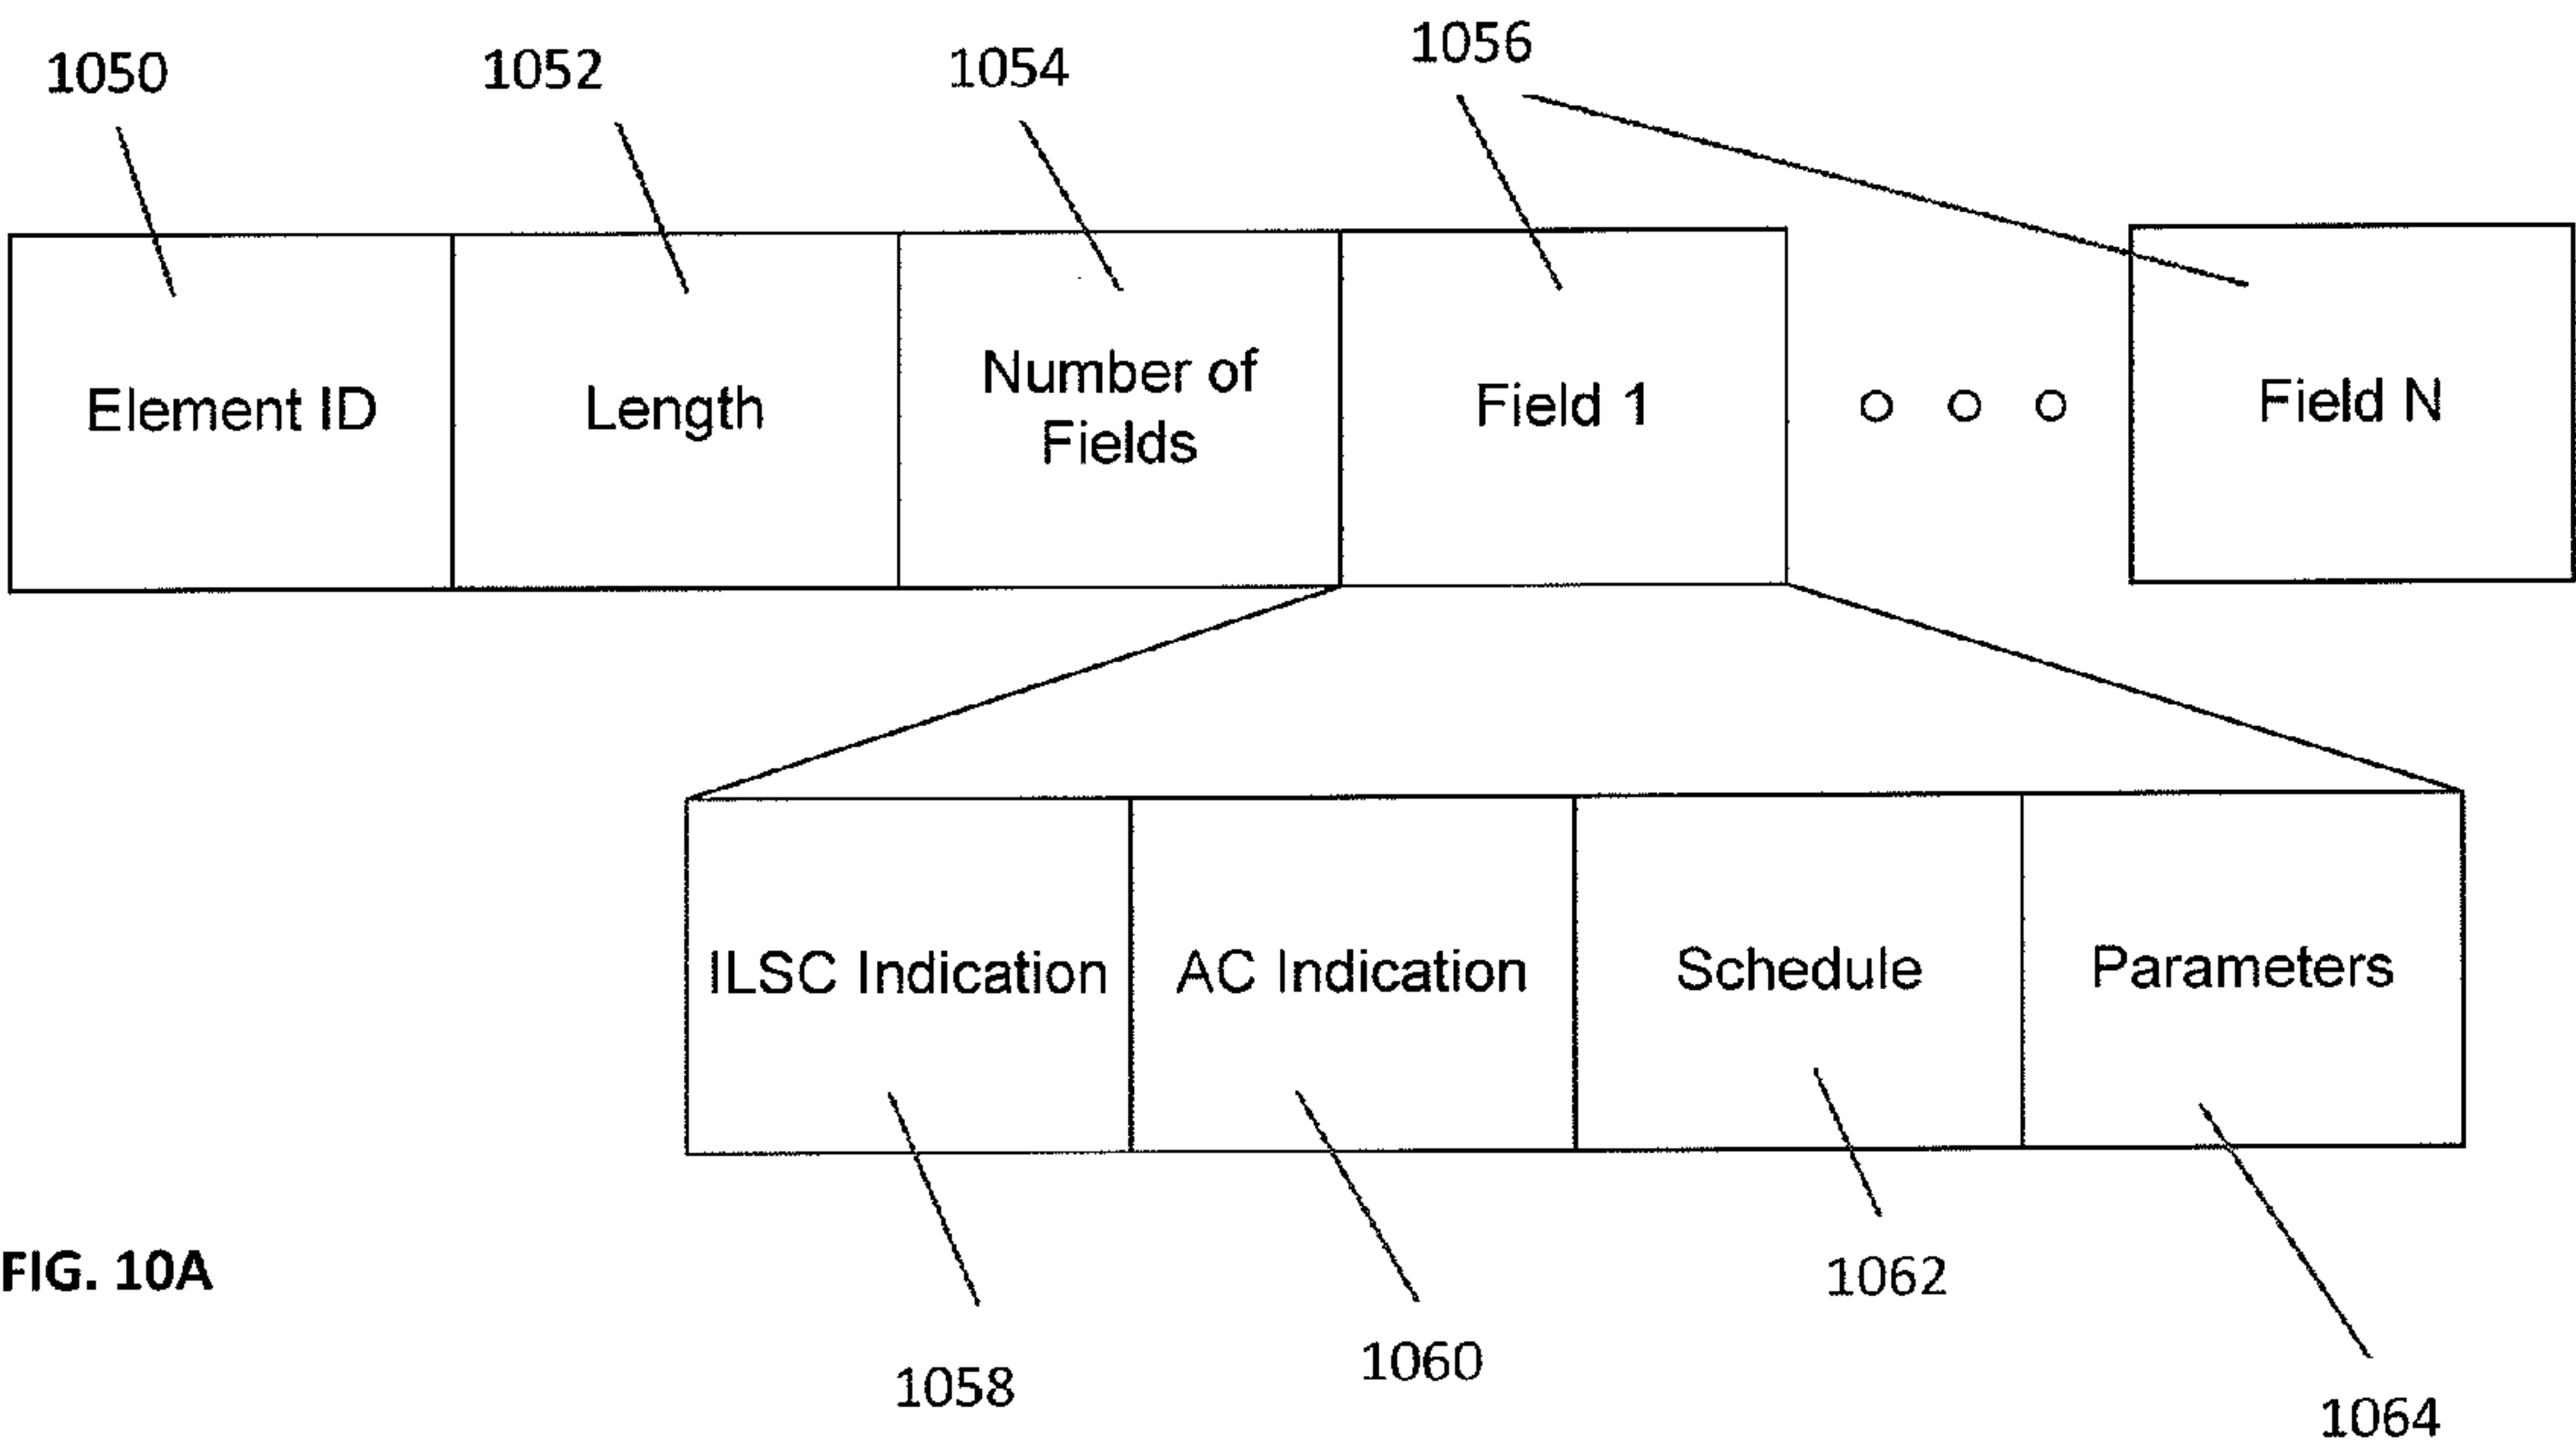 1050
1052
1054
1056
Element ID
Length
Number of
Fields
Field 1
Field N
ILSC Indication
AC Indication
Schedule
Parameters
1058
1060
1062
1064
FIG. 10A